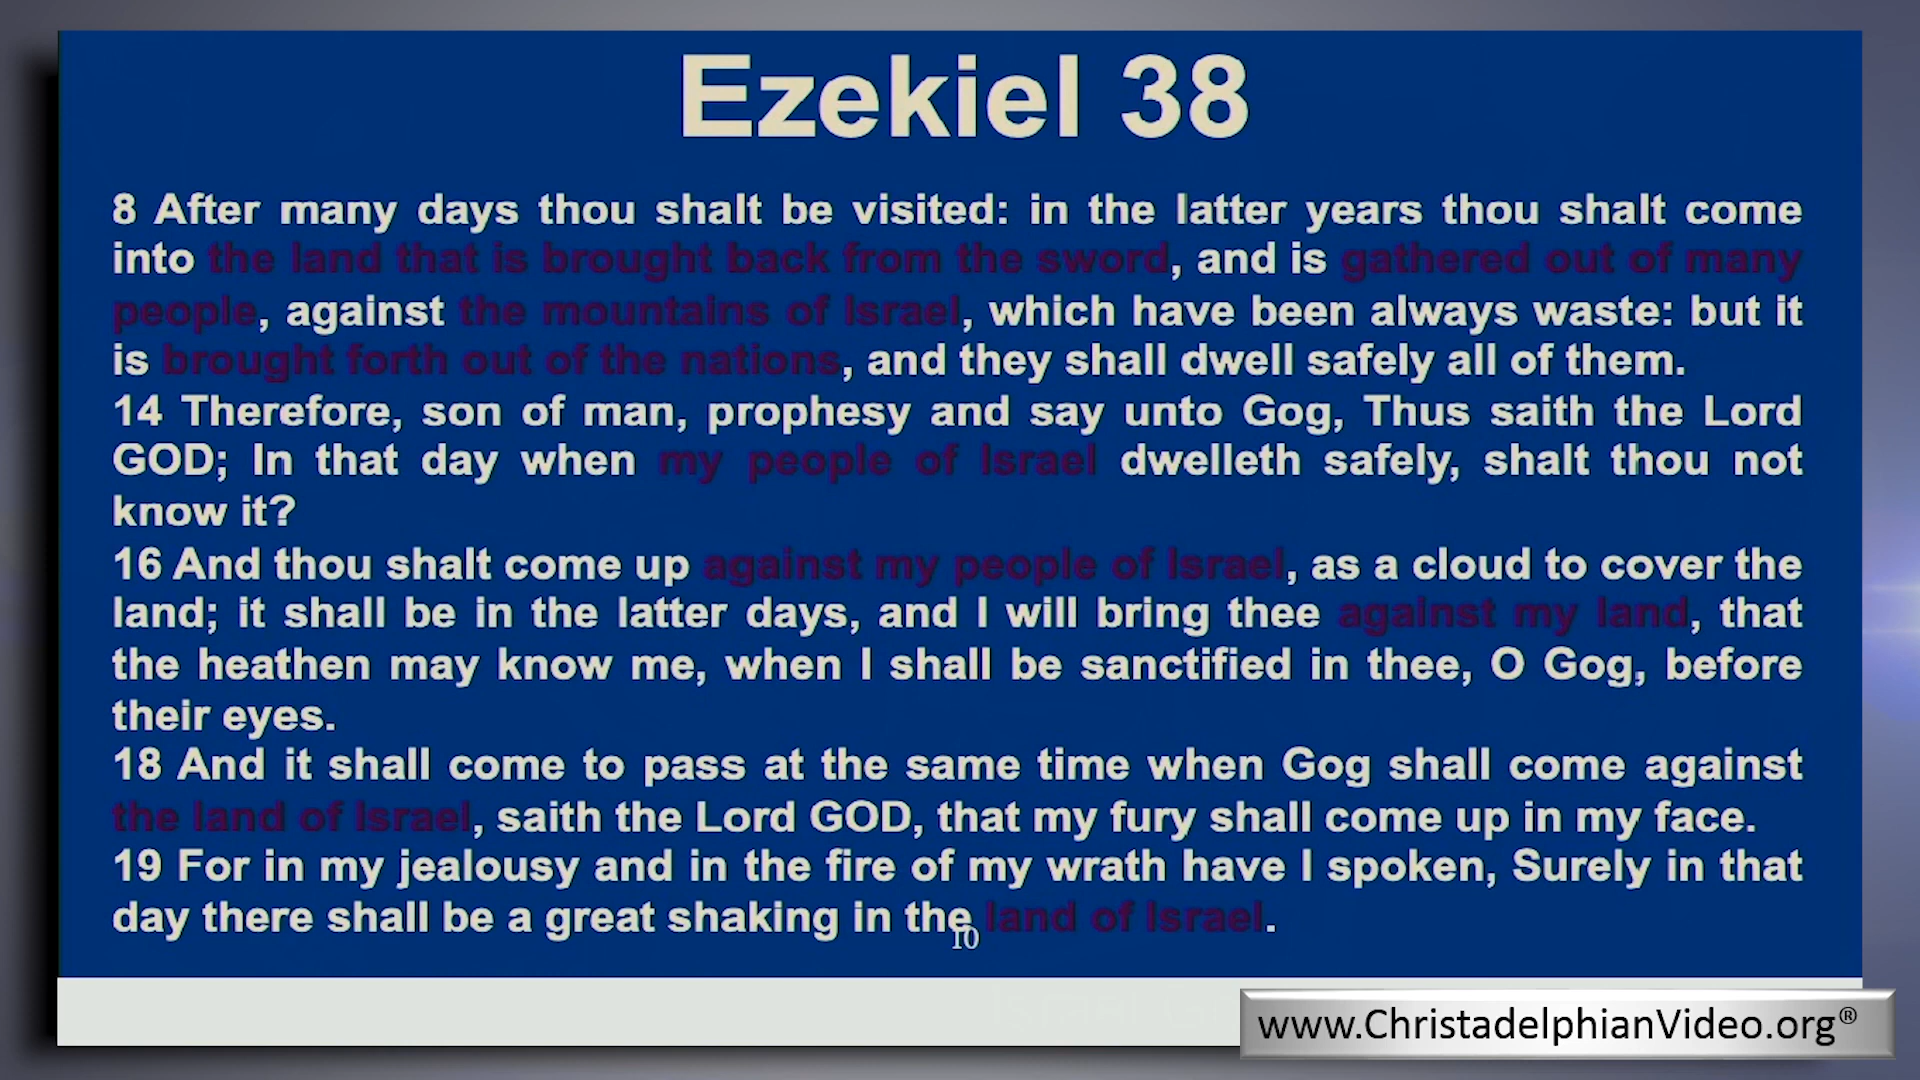 Ezekiel 38
8 After many days thou shalt be visited: in the latter years thou shalt come
into the land that is brought back from the sword, and is gathered out of many
people, against the mountains of Israel, which have been always waste: but it
is brought forth out of the nations, and they shall dwell safely all of them.
14 Therefore, son of man, prophesy and say unto Gog, Thus saith the Lord
GOD; In that day when my people of Israel dwelleth safely, shalt thou not
know it?
16 And thou shalt come up against my people of Israel, as a cloud to cover the
land; it shall be in the latter days, and I will bring thee against my land, that
the heathen may know me, when I shall be sanctified in thee, O Gog, before
their eyes.
18 And it shall come to pass at the same time when Gog shall come against
the land of Israel, saith the Lord GOD, that my fury shall come up in my face.
19 For in my jealousy and in the fire of my wrath have I spoken, Surely in that
day there shall be a great shaking in the land of Israel.
10
www.ChristadelphianVideo.org®